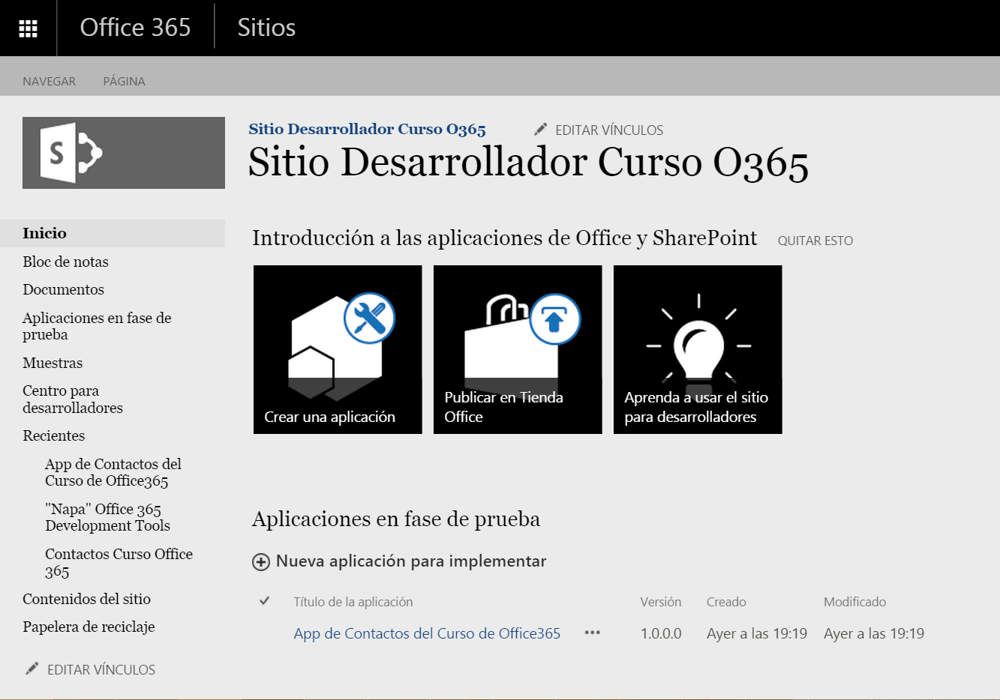 Office 365 Sitios
NAVEGAR PÁGINA
S
Sitio Desarrollador Curso O365 EDITAR VÍNCULOS
Sitio Desarrollador Curso O365
Inicio
Bloc de notas
Documentos
Aplicaciones en fase de
prueba
Muestras
Centro para
desarrolladores
Recientes
App de Contactos del
Curso de Office365
"Napa" Office 365
Development Tools
Contactos Curso Office
365
Contenidos del sitio
Papelera de reciclaje
EDITAR VÍNCULOS
Introducción a las aplicaciones de Office y SharePoint QUITAR ESTO
Crear una aplicación
Publicar en Tienda
Office
Aprenda a usar el sitio
para desarrolladores
Aplicaciones en fase de prueba
Nueva aplicación para implementar
Título de la aplicación Versión Creado Modificado
App de Contactos del Curso de Office365 ... 1.0.0.0 Ayer a las 19:19 Ayer a las 19:19